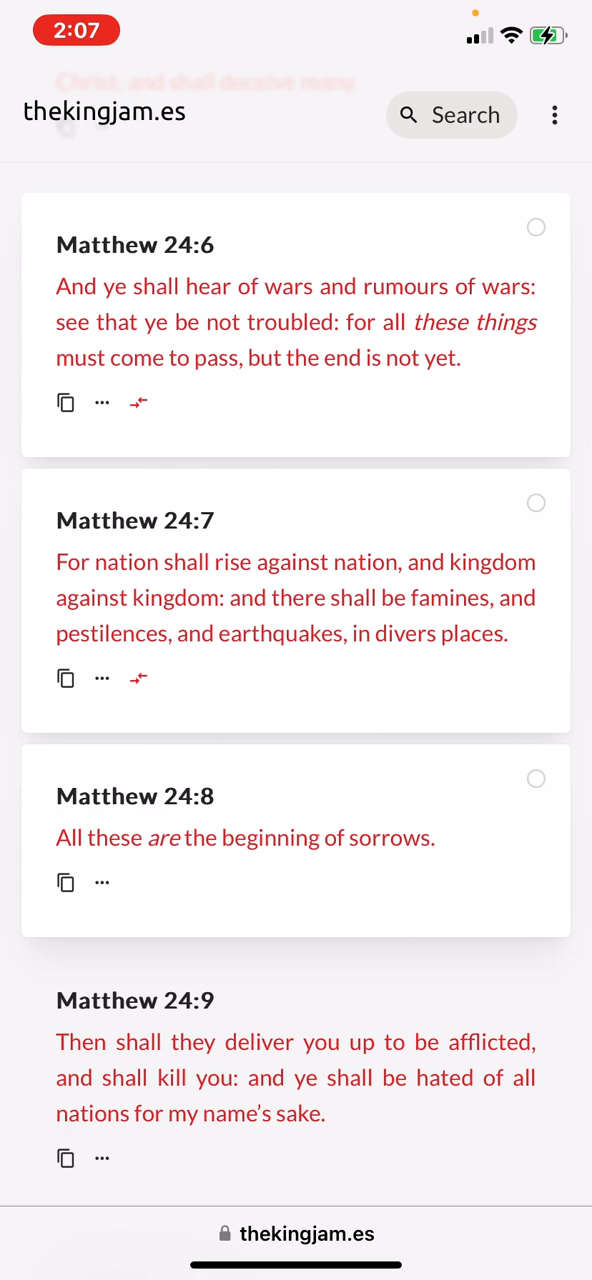 2:07
Christ; and shall deceive many.
thekingjam.es
Search
Matthew 24:6
And ye shall hear of wars and rumours of wars:
see that ye be not troubled: for all these things
must come to pass, but the end is not yet.
Matthew 24:7
For nation shall rise against nation, and kingdom
against kingdom: and there shall be famines, and
pestilences, and earthquakes, in divers places.
Matthew 24:8
All these are the beginning of sorrows.
Matthew 24:9
Then shall they deliver you up to be afflicted,
and shall kill you: and ye shall be hated of all
nations for my name’s sake.
thekingjam.es